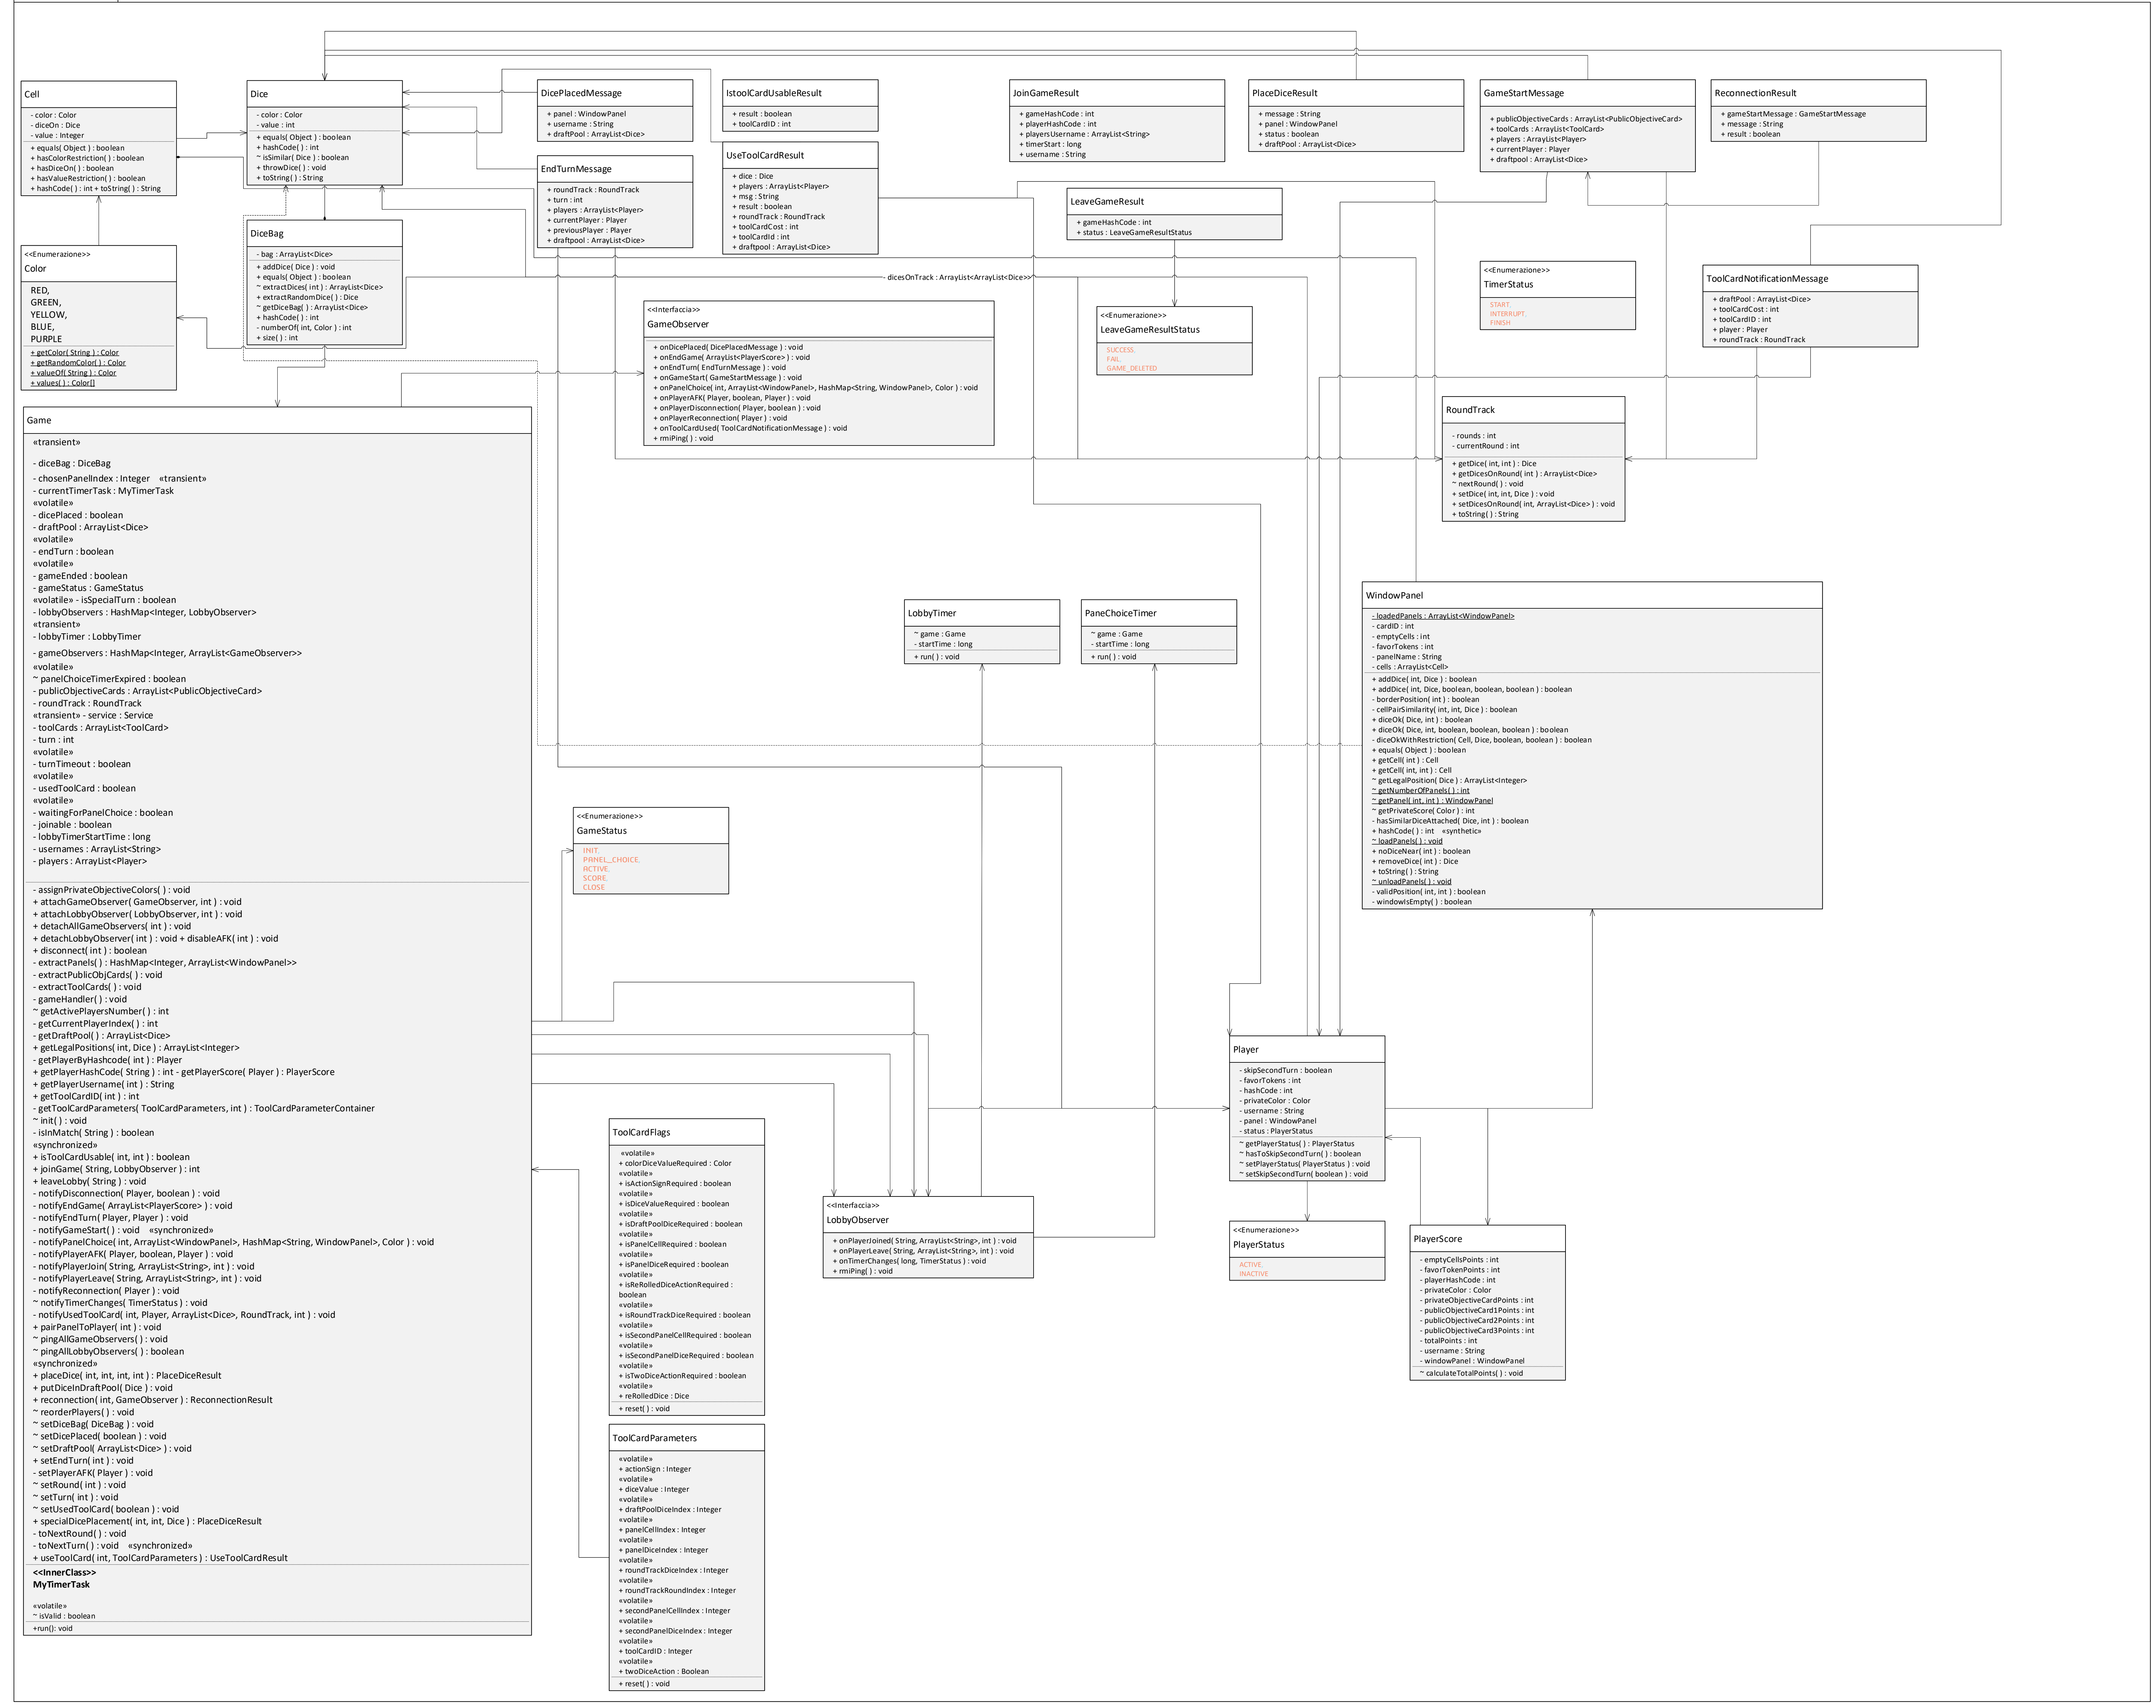 Cell
- color : Color
- diceOn : Dice
- value : Integer
+ equals( Object ) : boolean
+ hasColorRestriction( ) : boolean
+ hasDiceOn( ) : boolean
+ hasValueRestriction( ) : boolean
+ hashCode( ) : int + toString( ) : String
Dice
- color : Color
- value : int
+ equals( Object ) : boolean
+ hashCode( ) : int
~ isSimilar( Dice ) : boolean
+ throwDice( ) : void
+ toString( ) : String
DicePlacedMessage
+ panel : WindowPanel
+ username : String
+ draftPool : ArrayList<Dice>
IstoolCardUsableResult
+ result : boolean
+ toolCardID : int
JoinGameResult
+ gameHashCode : int
+ playerHashCode : int
+ playersUsername : ArrayList<String>
+ timerStart : long
+ username : String
PlaceDiceResult
+ message : String
+ panel : WindowPanel
+ status : boolean
+ draftPool : ArrayList<Dice>
GameStartMessage
+ publicObjectiveCards : ArrayList<PublicObjectiveCard>
+ toolCards : ArrayList<ToolCard>
+ players : ArrayList<Player>
+ currentPlayer : Player
+ draftpool : ArrayList<Dice>
ReconnectionResult
+ gameStartMessage : GameStartMessage
+ message : String
+ result : boolean
EndTurnMessage
+ roundTrack : RoundTrack
+ turn : int
+ players : ArrayList<Player>
+ currentPlayer : Player
+ previousPlayer : Player
+ draftpool : ArrayList<Dice>
UseToolCardResult
+ dice : Dice
+ players : ArrayList<Player>
+ msg : String
+ result : boolean
+ roundTrack : RoundTrack
+ toolCardCost : int
+ toolCardId : int
+ draftpool : ArrayList<Dice>
LeaveGameResult
+ gameHashCode : int
+ status : LeaveGameResultStatus
<<Enumerazione>>
Color
RED,
GREEN,
YELLOW,
BLUE,
PURPLE
+ getColor( String ) : Color
+ getRandomColor( ) : Color
+ valueOf( String ) : Color
+ values( ) : Color[]
DiceBag
- bag : ArrayList<Dice>
+ addDice( Dice ) : void
+ equals( Object ) : boolean
~ extractDices( int ) : ArrayList<Dice>
+ extractRandomDice( ) : Dice
~ getDiceBag( ) : ArrayList<Dice>
+ hashCode( ) : int
- numberOf( int, Color ) : int
+ size( ) : int
- dicesOnTrack : ArrayList<ArrayList<Dice>>
<<Interfaccia>>
GameObserver
+ onDicePlaced( DicePlacedMessage ) : void
+ onEndGame( ArrayList<PlayerScore> ) : void
+ onEndTurn( EndTurnMessage ) : void
+ onGameStart( GameStartMessage ) : void
+ onPanelChoice( int, ArrayList<WindowPanel>, HashMap<String, WindowPanel>, Color ) : void
+ onPlayerAFK( Player, boolean, Player ) : void
+ onPlayerDisconnection( Player, boolean ) : void
+ onPlayerReconnection( Player ) : void
+ onToolCardUsed( ToolCardNotificationMessage ) : void
+ rmiPing( ) : void
<<Enumerazione>>
LeaveGameResultStatus
SUCCESS,
FAIL,
GAME_DELETED
<<Enumerazione>>
TimerStatus
START,
INTERRUPT,
FINISH
ToolCardNotificationMessage
+ draftPool : ArrayList<Dice>
+ toolCardCost : int
+ toolCardID : int
+ player : Player
+ roundTrack : RoundTrack
RoundTrack
- rounds : int
- currentRound : int
+ getDice( int, int ) : Dice
+ getDicesOnRound( int ) : ArrayList<Dice>
~ nextRound( ) : void
+ setDice( int, int, Dice ) : void
+ setDicesOnRound( int, ArrayList<Dice> ) : void
+ toString( ) : String
Game
«transient»
- diceBag : DiceBag
- chosenPanelIndex : Integer «transient»
- currentTimerTask : MyTimerTask
«volatile»
- dicePlaced : boolean
- draftPool : ArrayList<Dice>
«volatile»
- endTurn : boolean
«volatile»
- gameEnded : boolean
- gameStatus : GameStatus
«volatile» - isSpecialTurn : boolean
- lobbyObservers : HashMap<Integer, LobbyObserver>
«transient»
- lobbyTimer : LobbyTimer
- gameObservers : HashMap<Integer, ArrayList<GameObserver>>
«volatile»
~ panelChoiceTimerExpired : boolean
- publicObjectiveCards : ArrayList<PublicObjectiveCard>
- roundTrack : RoundTrack
«transient» - service : Service
- toolCards : ArrayList<ToolCard>
- turn : int
«volatile»
- turnTimeout : boolean
«volatile»
- usedToolCard : boolean
«volatile»
- waitingForPanelChoice : boolean
- joinable : boolean
- lobbyTimerStartTime : long
- usernames : ArrayList<String>
- players : ArrayList<Player>
- assignPrivateObjectiveColors( ) : void
+ attachGameObserver( GameObserver, int ) : void
+ attachLobbyObserver( LobbyObserver, int ) : void
+ detachAllGameObservers( int ) : void
+ detachLobbyObserver( int ) : void + disableAFK( int ) : void
+ disconnect( int ) : boolean
- extractPanels( ) : HashMap<Integer, ArrayList<WindowPanel>>
- extractPublicObjCards( ) : void
- extractToolCards( ) : void
- gameHandler( ) : void
~ getActivePlayersNumber( ) : int
- getCurrentPlayerIndex( ) : int
- getDraftPool( ) : ArrayList<Dice>
+ getLegalPositions( int, Dice ) : ArrayList<Integer>
- getPlayerByHashcode( int ) : Player
+ getPlayerHashCode( String ) : int - getPlayerScore( Player ) : PlayerScore
+ getPlayerUsername( int ) : String
+ getToolCardID( int ) : int
- getToolCardParameters( ToolCardParameters, int ) : ToolCardParameterContainer
~ init( ) : void
- isInMatch( String ) : boolean
«synchronized»
+ isToolCardUsable( int, int ) : boolean
+ joinGame( String, LobbyObserver ) : int
+ leaveLobby( String ) : void
- notifyDisconnection( Player, boolean ) : void
- notifyEndGame( ArrayList<PlayerScore> ) : void
- notifyEndTurn( Player, Player ) : void
- notifyGameStart( ) : void «synchronized»
- notifyPanelChoice( int, ArrayList<WindowPanel>, HashMap<String, WindowPanel>, Color ) : void
- notifyPlayerAFK( Player, boolean, Player ) : void
- notifyPlayerJoin( String, ArrayList<String>, int ) : void
- notifyPlayerLeave( String, ArrayList<String>, int ) : void
- notifyReconnection( Player ) : void
~ notifyTimerChanges( TimerStatus ) : void
- notifyUsedToolCard( int, Player, ArrayList<Dice>, RoundTrack, int ) : void
+ pairPanelToPlayer( int ) : void
~ pingAllGameObservers( ) : void
~ pingAllLobbyObservers( ) : boolean
«synchronized»
+ placeDice( int, int, int, int ) : PlaceDiceResult
+ putDiceInDraftPool( Dice ) : void
+ reconnection( int, GameObserver ) : ReconnectionResult
~ reorderPlayers( ) : void
~ setDiceBag( DiceBag ) : void
~ setDicePlaced( boolean ) : void
~ setDraftPool( ArrayList<Dice> ) : void
+ setEndTurn( int ) : void
- setPlayerAFK( Player ) : void
~ setRound( int ) : void
~ setTurn( int ) : void
~ setUsedToolCard( boolean ) : void
+ specialDicePlacement( int, int, Dice ) : PlaceDiceResult
- toNextRound( ) : void
- toNextTurn( ) : void «synchronized»
+ useToolCard( int, ToolCardParameters ) : UseToolCardResult
<<InnerClass>>
MyTimerTask
«volatile»
~ isValid : boolean
+run(): void
LobbyTimer
~ game : Game
- startTime : long
+ run( ) : void
PaneChoiceTimer
~ game : Game
- startTime : long
+ run( ) : void
WindowPanel
- loadedPanels : ArrayList<WindowPanel>
- cardID : int
- emptyCells : int
- favorTokens : int
- panelName : String
- cells : ArrayList<Cell>
+ addDice( int, Dice ) : boolean
+ addDice( int, Dice, boolean, boolean, boolean ) : boolean
- borderPosition( int ) : boolean
- cellPairSimilarity( int, int, Dice ) : boolean
+ diceOk( Dice, int ) : boolean
+ diceOk( Dice, int, boolean, boolean, boolean ) : boolean
- diceOkWithRestriction( Cell, Dice, boolean, boolean ) : boolean
+ equals( Object ) : boolean
+ getCell( int ) : Cell
+ getCell( int, int ) : Cell
~ getLegalPosition( Dice ) : ArrayList<Integer>
~ getNumberOfPanels( ) : int
~ getPanel( int, int ) : WindowPanel
~ getPrivateScore( Color ) : int
- hasSimilarDiceAttached( Dice, int ) : boolean
+ hashCode( ) : int «synthetic»
~ loadPanels( ) : void
+ noDiceNear( int ) : boolean
+ removeDice( int ) : Dice
+ toString( ) : String
~ unloadPanels( ) : void
- validPosition( int, int ) : boolean
- windowIsEmpty( ) : boolean
<<Enumerazione>>
GameStatus
INIT,
PANEL_CHOICE,
ACTIVE,
SCORE,
CLOSE
Player
- skipSecondTurn : boolean
- favorTokens : int
- hashCode : int
- privateColor : Color
- username : String
- panel : WindowPanel
- status : PlayerStatus
~ getPlayerStatus( ) : PlayerStatus
~ hasToSkipSecondTurn( ) : boolean
~ setPlayerStatus( PlayerStatus ) : void
~ setSkipSecondTurn( boolean ) : void
ToolCardFlags
«volatile»
+ colorDiceValueRequired : Color
«volatile»
+ isActionSignRequired : boolean
«volatile»
+ isDiceValueRequired : boolean
«volatile»
+ isDraftPoolDiceRequired : boolean
«volatile»
+ isPanelCellRequired : boolean
«volatile»
+ isPanelDiceRequired : boolean
«volatile»
+ isReRolledDiceActionRequired :
boolean
«volatile»
+ isRoundTrackDiceRequired : boolean
«volatile»
+ isSecondPanelCellRequired : boolean
«volatile»
+ isSecondPanelDiceRequired : boolean
«volatile»
+ isTwoDiceActionRequired : boolean
«volatile»
+ reRolledDice : Dice
+ reset( ) : void
<<Interfaccia>>
LobbyObserver
+ onPlayerJoined( String, ArrayList<String>, int ) : void
+ onPlayerLeave( String, ArrayList<String>, int ) : void
+ onTimerChanges( long, TimerStatus ) : void
+ rmiPing( ) : void
<<Enumerazione>>
PlayerStatus
ACTIVE,
INACTIVE
PlayerScore
- emptyCellsPoints : int
- favorTokenPoints : int
- playerHashCode : int
- privateColor : Color
- privateObjectiveCardPoints : int
- publicObjectiveCard1Points : int
- publicObjectiveCard2Points : int
- publicObjectiveCard3Points : int
- totalPoints : int
- username : String
- windowPanel : WindowPanel
~ calculateTotalPoints( ) : void
ToolCardParameters
«volatile»
+ actionSign : Integer
«volatile»
+ diceValue : Integer
«volatile»
+ draftPoolDiceIndex : Integer
«volatile»
+ panelCellIndex : Integer
«volatile»
+ panelDiceIndex : Integer
«volatile»
+ roundTrackDiceIndex : Integer
«volatile»
+ roundTrackRoundIndex : Integer
«volatile»
+ secondPanelCellIndex : Integer
«volatile»
+ secondPanelDiceIndex : Integer
«volatile»
+ toolCardID : Integer
«volatile»
+ twoDiceAction : Boolean
+ reset( ) : void